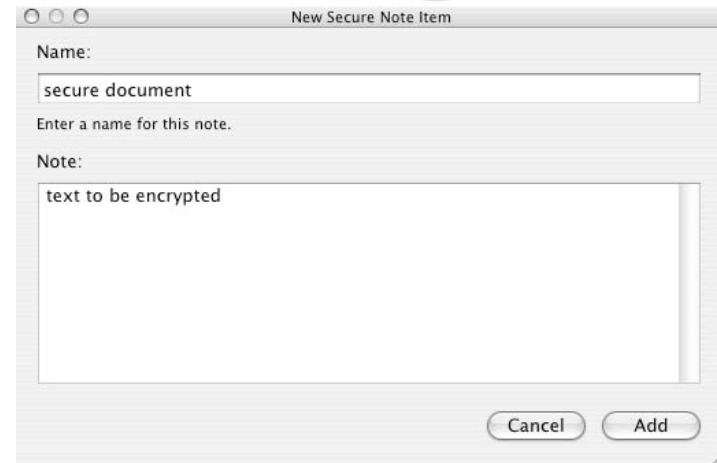 New Secure Note Item
Name:
secure document
Enter a name for this note.
Note:
text to be encrypted
Cancel Add